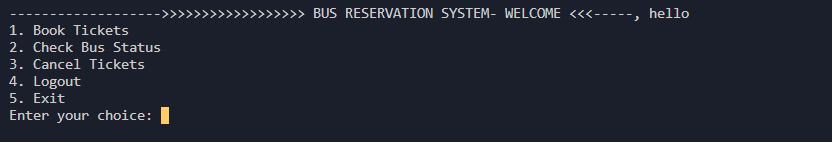 ------------------->>>>>>>>>>>>>>>>>> BUS RESERVATION SYSTEM- WELCOME <<<-----, hello
1. Book Tickets
2. Check Bus Status
3. Cancel Tickets
4. Logout
5. Exit
Enter your choice: